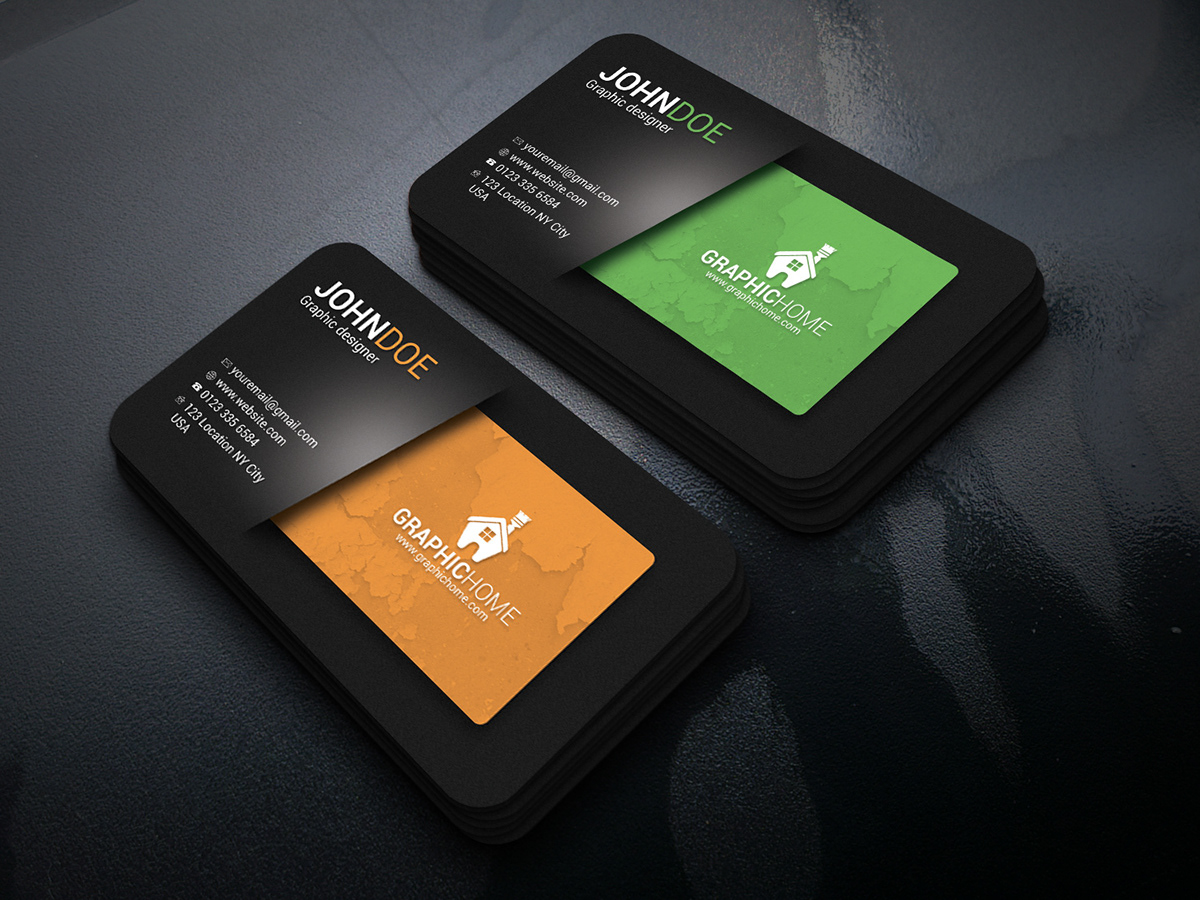 JOHNDOE
Graphic designer
youremail@gmail.com
www.website.com
0123 335 6584
123 Location NY City
USA
GRAPHICHOME
www.graphichome.com
JOHNDOE
Graphic designer
youremail@gmail.com
www.website.com
0123 335 6584
123 Location NY City
USA
GRAPHICHOME
www.graphichome.com